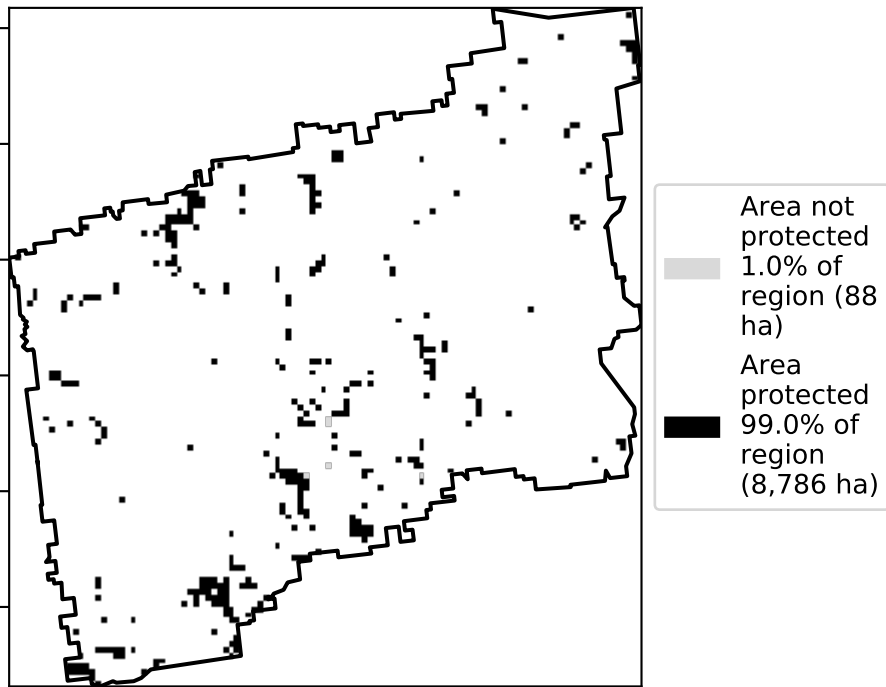 Area not
protected
1.0% of
region (88
ha)
Area
protected
99.0% of
region
(8,786 ha)